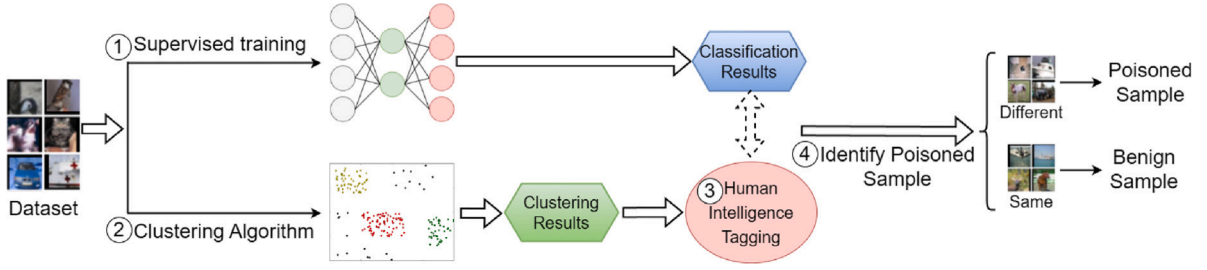 ① Supervised training
Dataset
② Clustering Algorithm
Classification
Results
Clustering
Results
③ Human
Intelligence
Tagging
④ Identify Poisoned
Sample
Different
Same
Poisoned
Sample
Benign
Sample